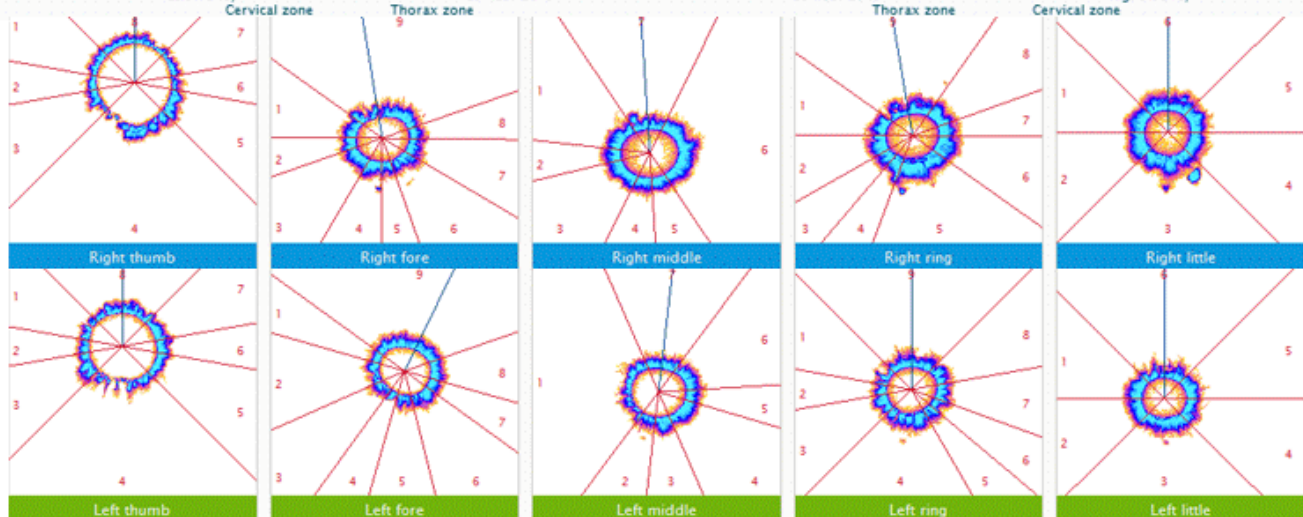 Cervical zone Thorax zone Thorax zone Cervical zone
1 8 7 9 7 9 8 6
1 1 1 1 5
2 6 8 2 6 7
2 2 2 4
3 5 7 6
3 4 5 6 3 4 5 3 4 5 3
4
Right thumb Right fore Right middle Right ring Right little
8 7 9 7 9 6
1 1 6 8 5
2 6 2 8 1 5 2 7 1
3 5 7 3 6 2 4
4 3 4 5 6 2 3 4 4 5 3
Left thumb Left fore Left middle Left ring Left little